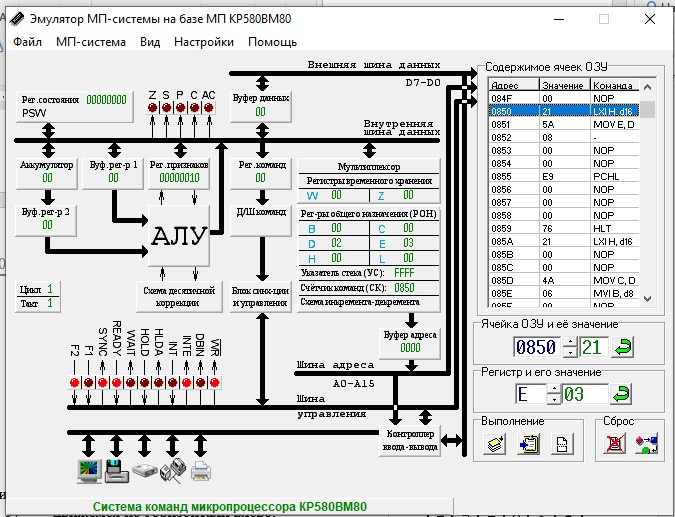 Эмулятор МП-системы на базе МП КР580ВМ80
Файл МП-система Вид Настройки Помощь
Внешняя шина данных
D7-D0
Рег.состояния 00000000
PSW
Z S P C AC
Буфер данных
00
Внутренняя
шина данных
Аккумулятор
00
Буф.рег-р 1
00
Рег.признаков
00000010
Рег.команд
00
Мультиплексор
Регистры временного хранения
W 00 Z 00
Буф.рег-р 2
00
АЛУ
Д/Ш команд
Рег-ры общего назначения (РОН)
B 00 C 00
D 02 E 03
H 00 L 00
Указатель стека (УС): FFFF
Счётчик команд (СК): 0850
Схема инкремента-декремента
Цикл 1
Такт 1
Схема десятичной
коррекции
Блок синх-ции
и управления
Буфер адреса
0000
F2 F1 SYNC READY WAIT HOLD HLDA INT INTE DBIN WR
Шина адреса
A0-A15
Шина
управления
Контроллер
ввода-вывода
Содержимое ячеек ОЗУ
Адрес Значение Команда
084F 00 NOP
0850 21 LXI H, d16
0851 5A MOV E, D
0852 08 -
0853 00 NOP
0854 00 NOP
0855 E9 PCHL
0856 00 NOP
0857 00 NOP
0858 00 NOP
0859 76 HLT
085A 21 LXI H, d16
085B 00 NOP
085C 00 NOP
085D 4A MOV C, D
085E 06 MVI B, d8
Ячейка ОЗУ и её значение
0850 21
Регистр и его значение
E 03
Выполнение
Сброс
Система команд микропроцессора КР580ВМ80